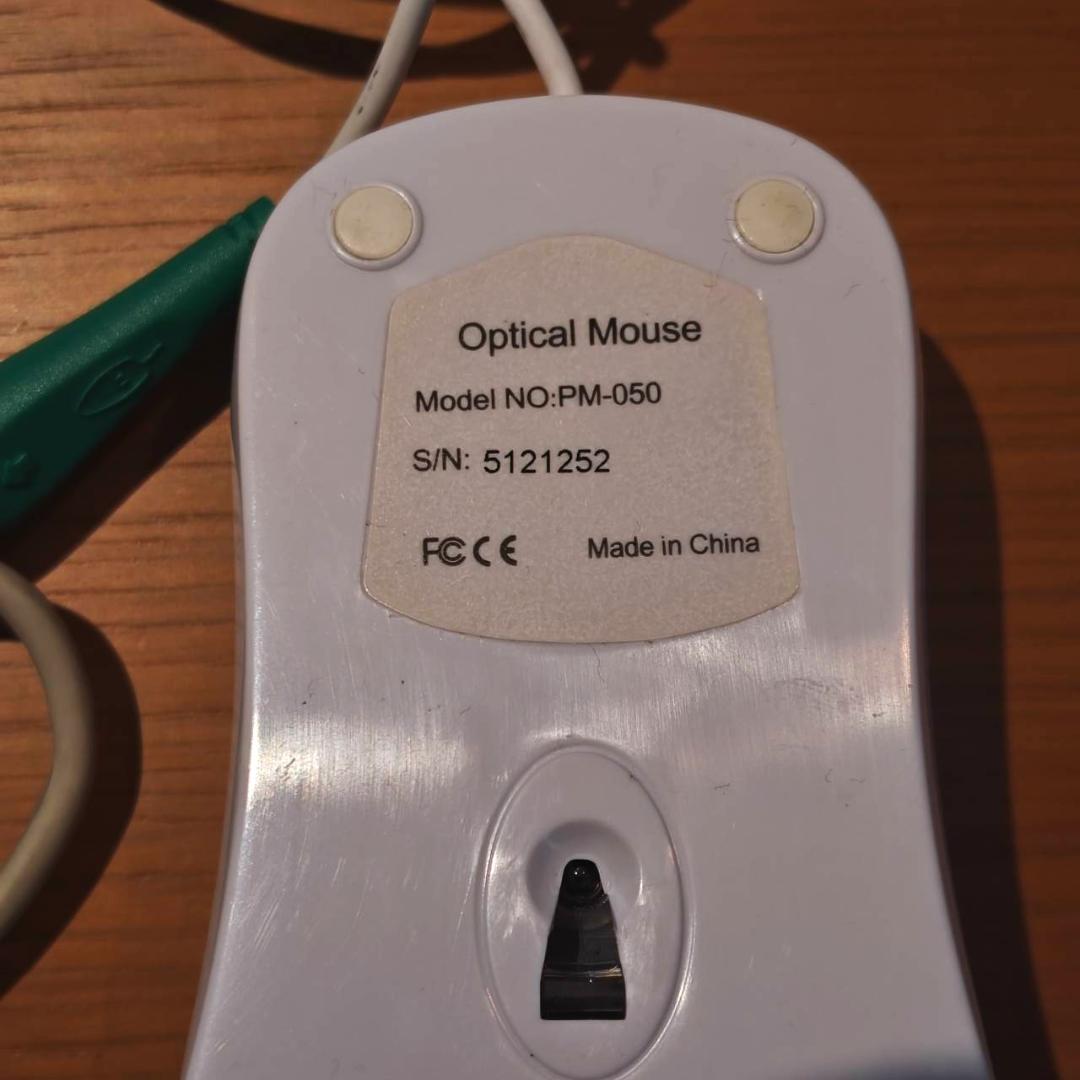 Optical Mouse
Model NO:PM-050
S/N: 5121252
FC CE Made in China